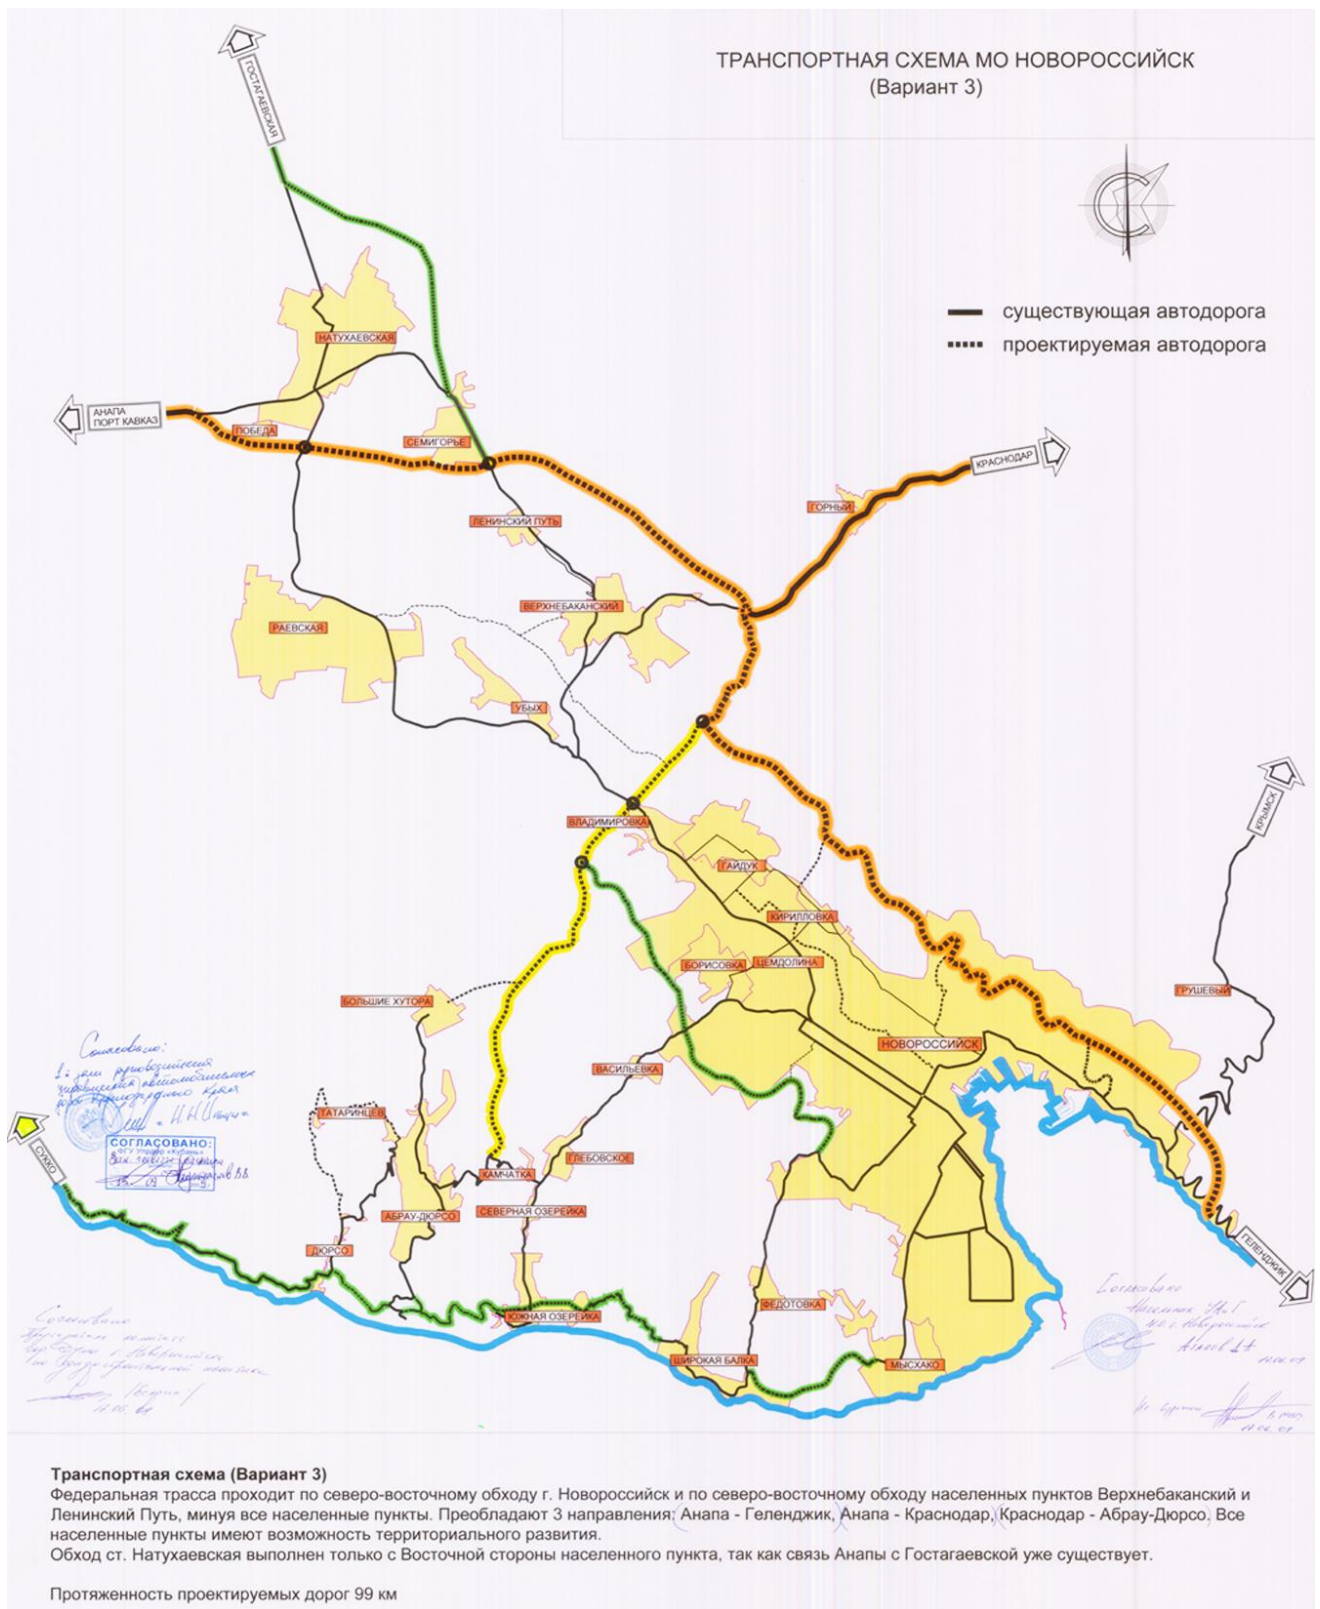 ТРАНСПОРТНАЯ СХЕМА МО НОВОРОССИЙСК
(Вариант 3)
ГОСТАГАЕВСКАЯ
существующая автодорога
проектируемая автодорога
НАТУХАЕВСКАЯ
АНАПА
ПОРТ КАВКАЗ
ПОБЕДА
СЕМИГОРЬЕ
КРАСНОДАР
ГОРНЫЙ
ЛЕНИНСКИЙ ПУТЬ
ВЕРХНЕБАКАНСКИЙ
РАЕВСКАЯ
УБЫХ
КРЫМСК
ВЛАДИМИРОВКА
ГАЙДУК
КИРИЛЛОВКА
БОРИСОВКА
ЦЕМДОЛИНА
БОЛЬШИЕ ХУТОРА
ГРУШЕВЫЙ
НОВОРОССИЙСК
ВАСИЛЬЕВКА
Согласовано:
ТАТАРИНЦЕВ
СОГЛАСОВАНО:
СУККО
ГЛЕБОВСКОЕ
КАМЧАТКА
АБРАУ-ДЮРСО
СЕВЕРНАЯ ОЗЕРЕЙКА
ДЮРСО
ГЕЛЕНДЖИК
ЮЖНАЯ ОЗЕРЕЙКА
ФЕДОТОВКА
Согласовано
Согласовано
ШИРОКАЯ БАЛКА
МЫСХАКО
Транспортная схема (Вариант 3)
Федеральная трасса проходит по северо-восточному обходу г. Новороссийск и по северо-восточному обходу населенных пунктов Верхнебаканский и
Ленинский Путь, минуя все населенные пункты. Преобладают 3 направления: Анапа - Геленджик, Анапа - Краснодар, Краснодар - Абрау-Дюрсо. Все
населенные пункты имеют возможность территориального развития.
Обход ст. Натухаевская выполнен только с Восточной стороны населенного пункта, так как связь Анапы с Гостагаевской уже существует.
Протяженность проектируемых дорог 99 км